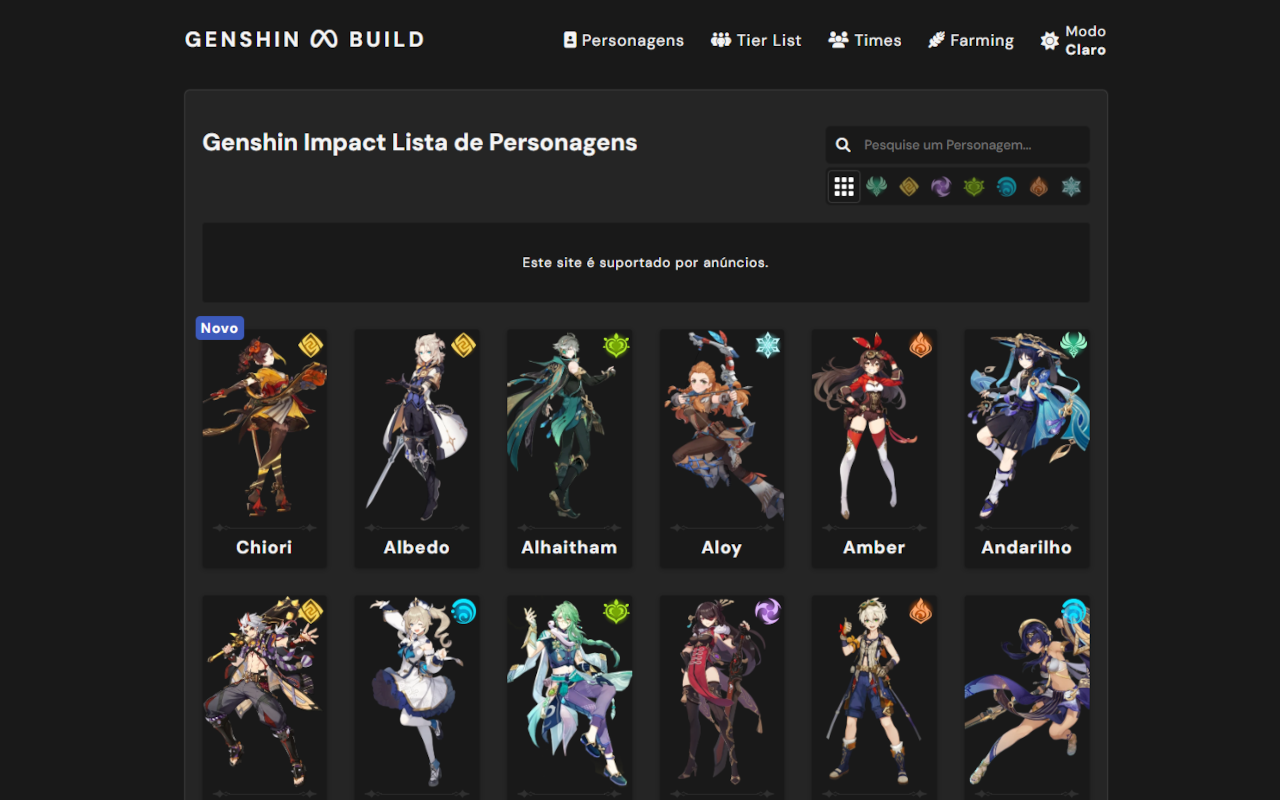 GENSHIN BUILD
Personagens
Tier List
Times
Farming
Modo
Claro
Genshin Impact Lista de Personagens
Pesquise um Personagem...
Este site é suportado por anúncios.
Novo
Chiori
Albedo
Alhaitham
Aloy
Amber
Andarilho